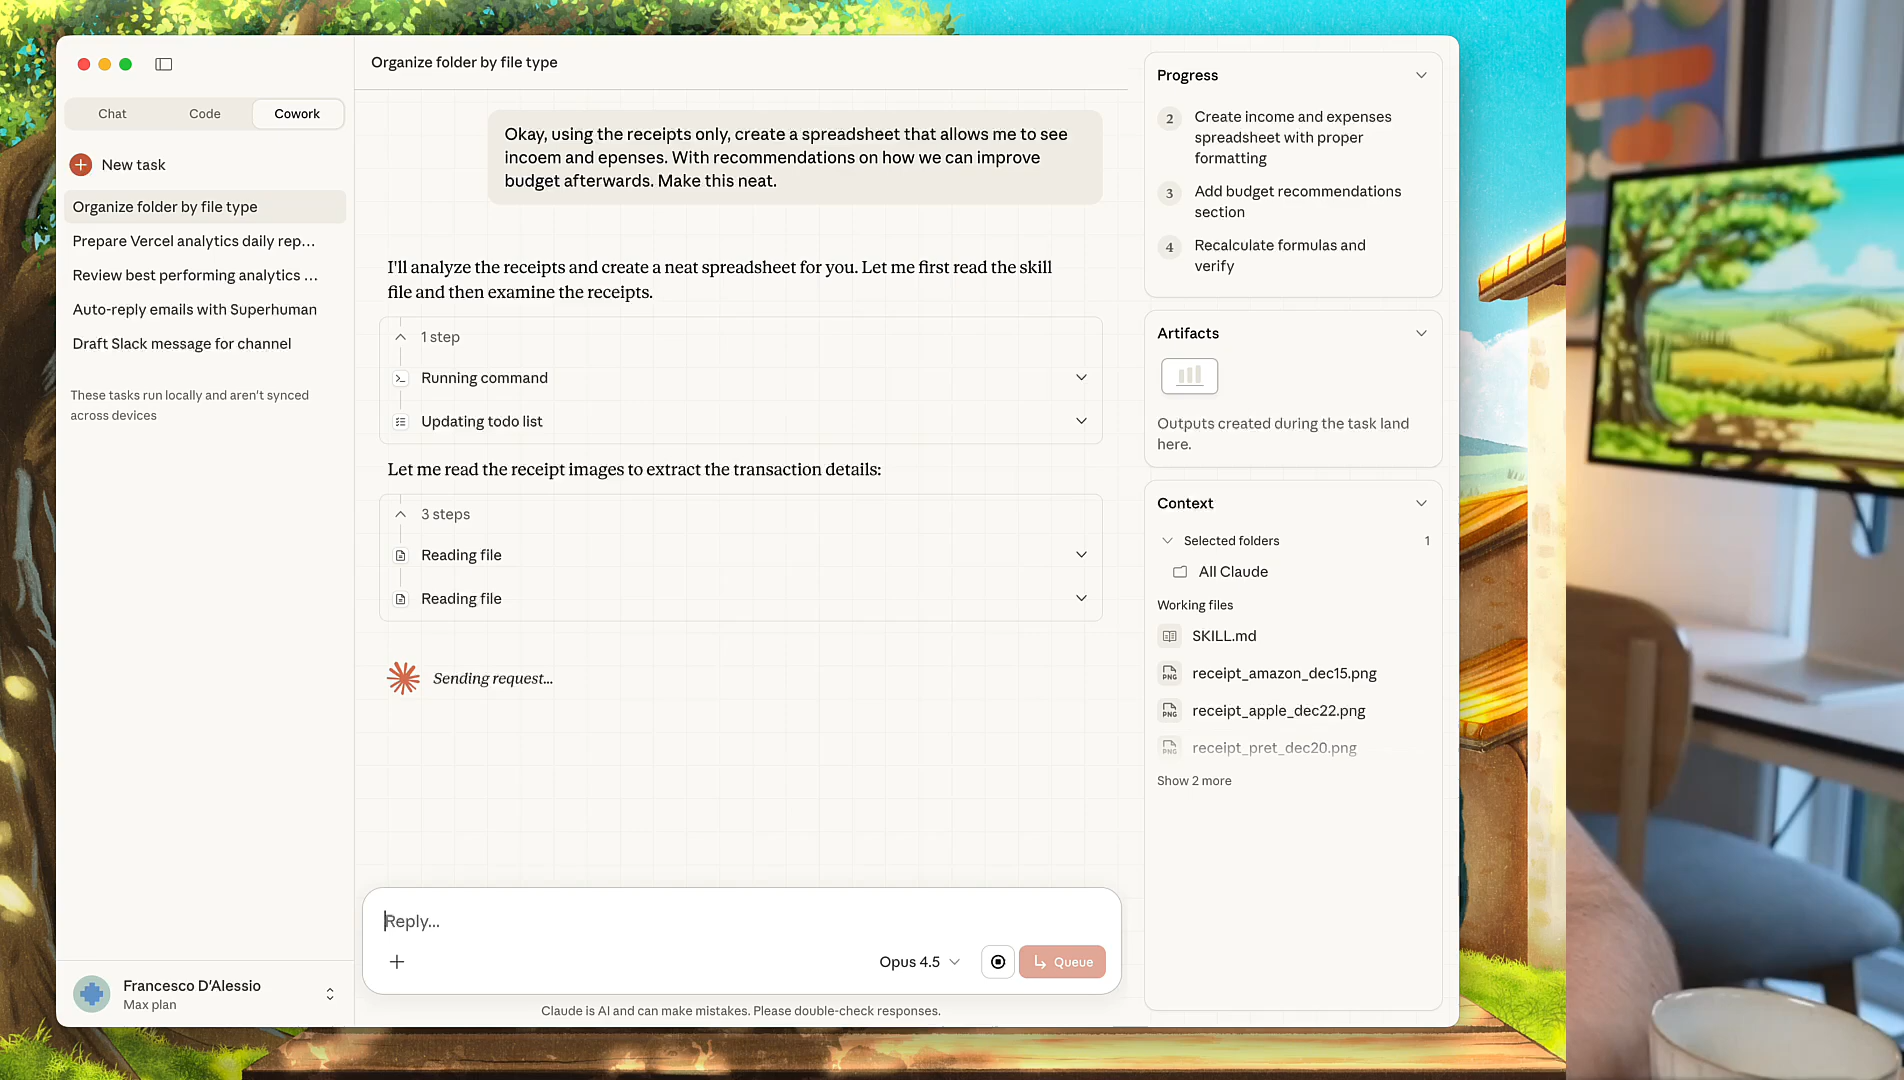 Chat
Code
Cowork
New task
Organize folder by file type
Prepare Vercel analytics daily rep...
Review best performing analytics ...
Auto-reply emails with Superhuman
Draft Slack message for channel
These tasks run locally and aren't synced
across devices
Francesco D'Alessio
Max plan
Organize folder by file type
Okay, using the receipts only, create a spreadsheet that allows me to see
incoem and epenses. With recommendations on how we can improve
budget afterwards. Make this neat.
I'll analyze the receipts and create a neat spreadsheet for you. Let me first read the skill
file and then examine the receipts.
1 step
Running command
Updating todo list
Let me read the receipt images to extract the transaction details:
3 steps
Reading file
Reading file
Sending request...
Reply...
Opus 4.5
Queue
Claude is AI and can make mistakes. Please double-check responses.
Progress
2
Create income and expenses
spreadsheet with proper
formatting
3
Add budget recommendations
section
4
Recalculate formulas and
verify
Artifacts
Outputs created during the task land
here.
Context
Selected folders
1
All Claude
Working files
SKILL.md
PNG
receipt_amazon_dec15.png
PNG
receipt_apple_dec22.png
PNG
receipt_pret_dec20.png
Show 2 more